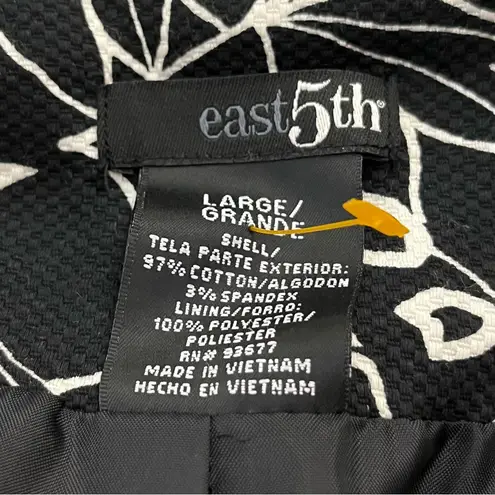 east5th®
LARGE/
GRANDE
SHELL/
TELA PARTE EXTERIOR:
97% COTTON/ALGODON
3% SPANDEX
LINING/FORRO:
100% POLYESTER/
POLIESTER
RN# 93677
MADE IN VIETNAM
HECHO EN VIETNAM